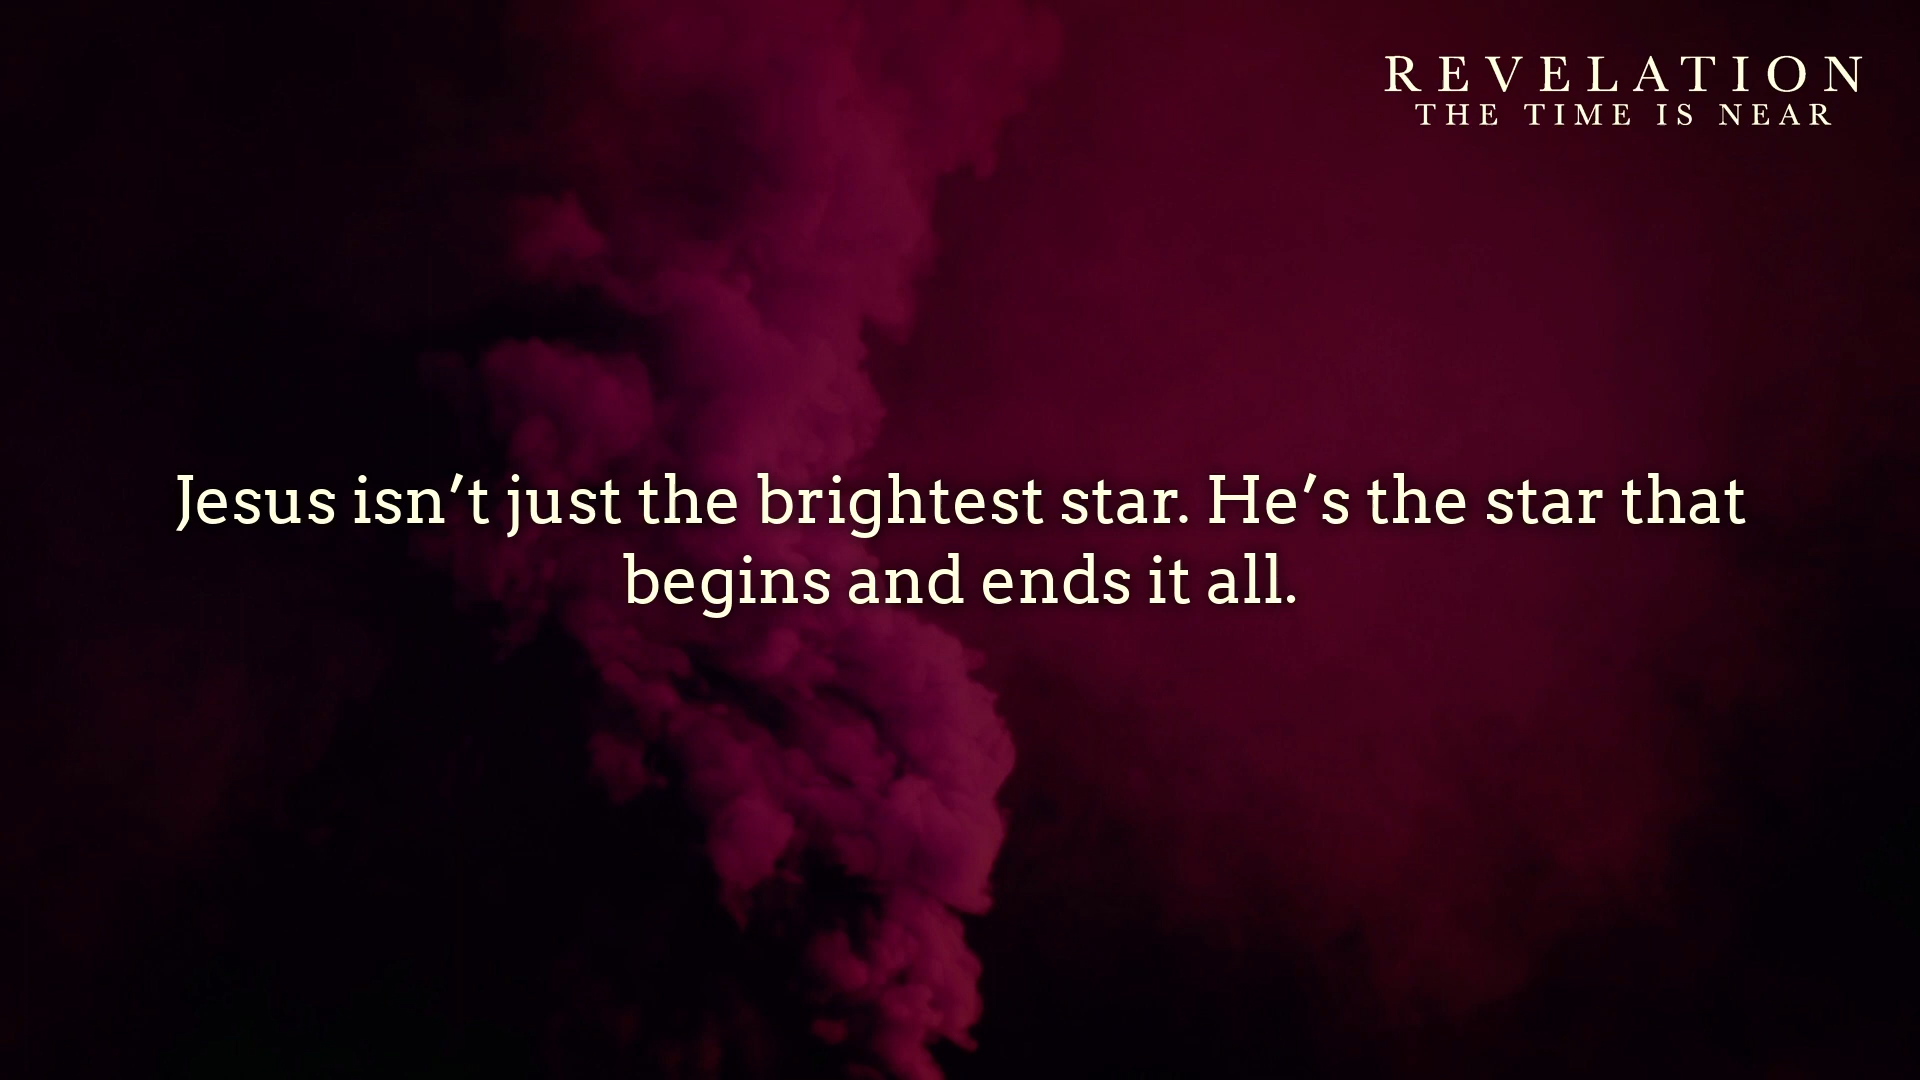 REVELATION
THE TIME IS NEAR
Jesus isn’t just the brightest star. He’s the star that
begins and ends it all.